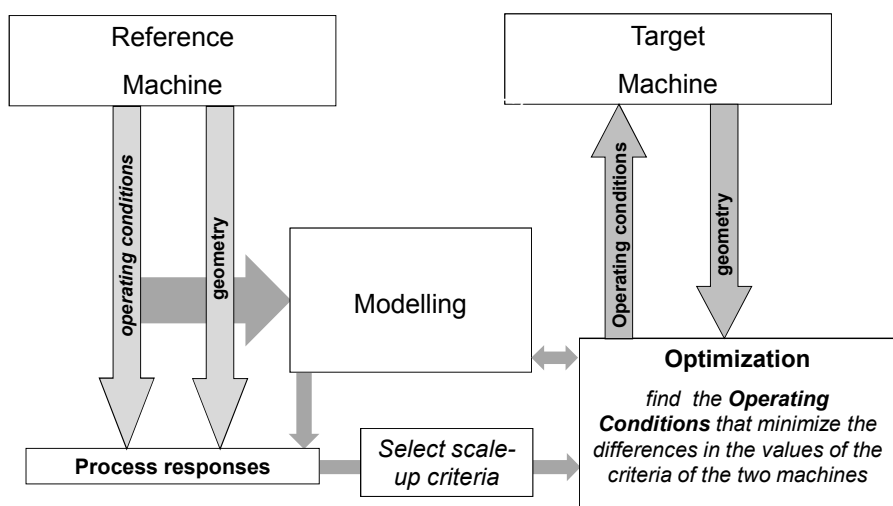 Reference
Machine
Target
Machine
operating conditions
geometry
Operating conditions
geometry
Modelling
Optimization
find the Operating
Conditions that minimize the
differences in the values of the
criteria of the two machines
Process responses
Select scale-
up criteria